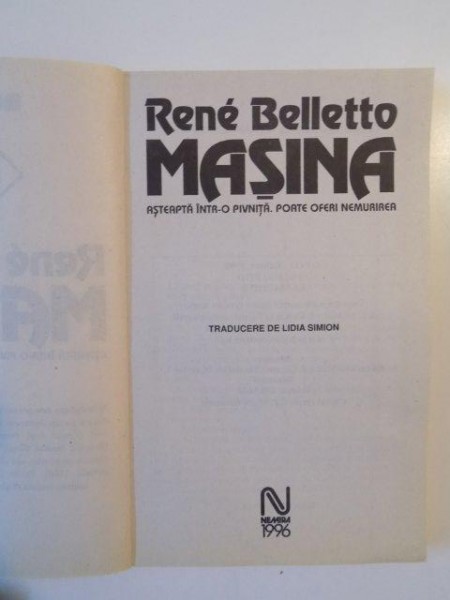 René Belletto
MAȘINA
AȘTEAPTĂ ÎNTR-O PIVNIȚĂ. POATE OFERI NEMURIREA
TRADUCERE DE LIDIA SIMION
NEMIRA
1996